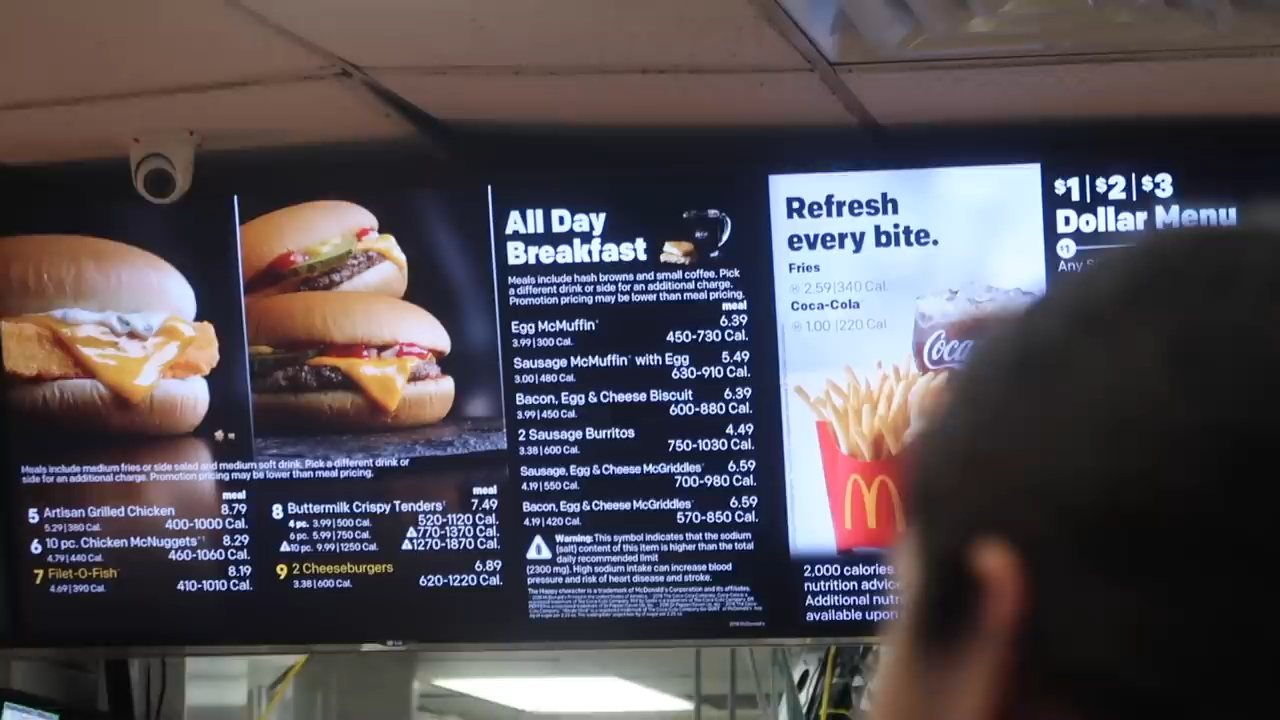 Meals include medium fries or side salad and medium soft drink. Pick a different drink or
side for an additional charge. Promotion pricing may be lower than meal pricing.
meal
5 Artisan Grilled Chicken 8.79
5.29|380 Cal. 400-1000 Cal.
6 10 pc. Chicken McNuggets 8.29
4.79|440 Cal. 460-1060 Cal.
7 Filet-O-Fish 8.19
4.69|390 Cal. 410-1010 Cal.
meal
8 Buttermilk Crispy Tenders 7.49
4 pc. 3.99|500 Cal. 520-1120 Cal.
6 pc. 5.99|750 Cal. 770-1370 Cal.
10 pc. 9.99|1250 Cal. 1270-1870 Cal.
9 2 Cheeseburgers 6.89
3.38|600 Cal. 620-1220 Cal.
All Day
Breakfast
Meals include hash browns and small coffee. Pick
a different drink or side for an additional charge.
Promotion pricing may be lower than meal pricing.
meal
Egg McMuffin 6.39
3.99|300 Cal. 450-730 Cal.
Sausage McMuffin with Egg 5.49
3.00|480 Cal. 630-910 Cal.
Bacon, Egg & Cheese Biscuit 6.39
3.99|450 Cal. 600-880 Cal.
2 Sausage Burritos 4.49
3.38|600 Cal. 750-1030 Cal.
Sausage, Egg & Cheese McGriddles 6.59
4.19|550 Cal. 700-980 Cal.
Bacon, Egg & Cheese McGriddles 6.59
4.19|420 Cal. 570-850 Cal.
Warning: This symbol indicates that the sodium
(salt) content of this item is higher than the total
daily recommended limit
(2300 mg). High sodium intake can increase blood
pressure and risk of heart disease and stroke.
Refresh
every bite.
Fries
M 2.59|340 Cal.
Coca-Cola
M 1.00|220 Cal
Coca
2,000 calories
nutrition advice
Additional nutr
available upon
$1|$2|$3
Dollar Menu
$1
Any